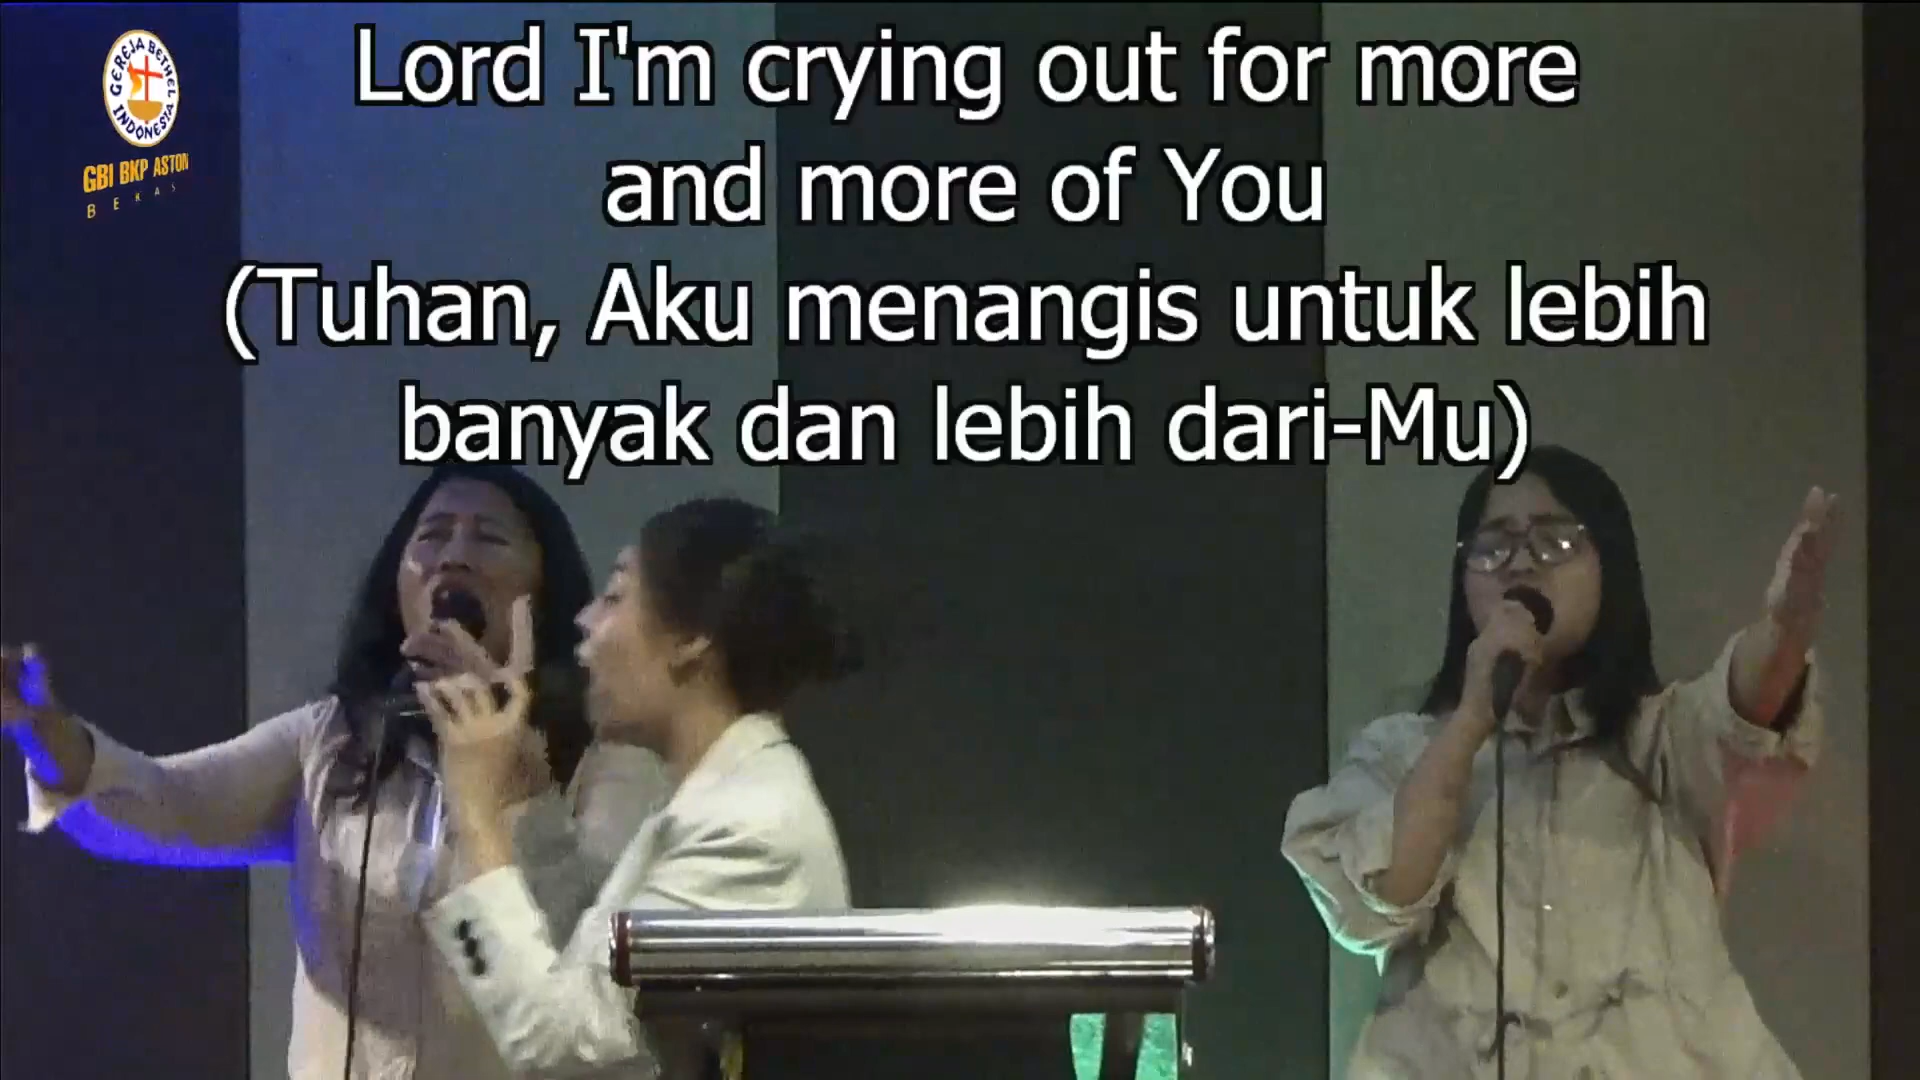 GEREJA BETHEL
INDONESIA
GBI BKP ASTON
Lord I'm crying out for more
and more of You
(Tuhan, Aku menangis untuk lebih
banyak dan lebih dari-Mu)